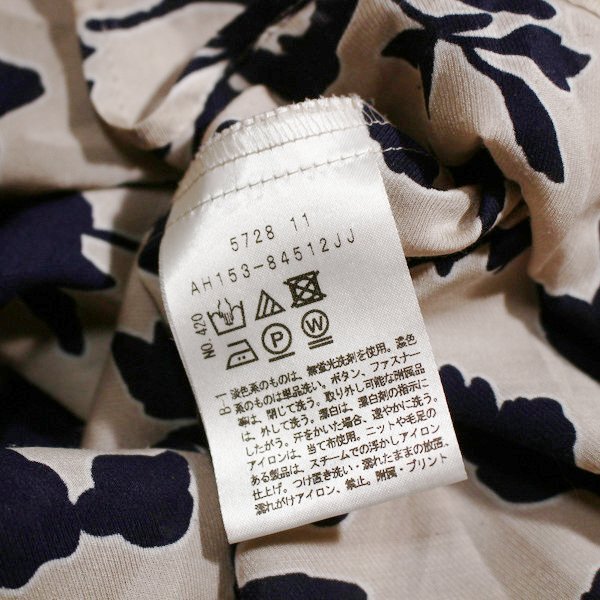 5728 11
AH153-84512JJ
NO. 420
P
W
B-1
淡色系のものは、無蛍光洗剤を使用。濃色
系のものは単品洗い。ボタン、ファスナー
等は、閉じて洗う。取り外し可能な附属品
は、外して洗う。漂白は、漂白剤の指示に
したがう。汗をかいた場合、速やかに洗う。
アイロンは、当て布使用。ニットや毛足の
ある製品は、スチームでの浮かしアイロン
仕上げ。つけ置き洗い・濡れたままの放置、
濡れがけアイロン、禁止。附属・プリント